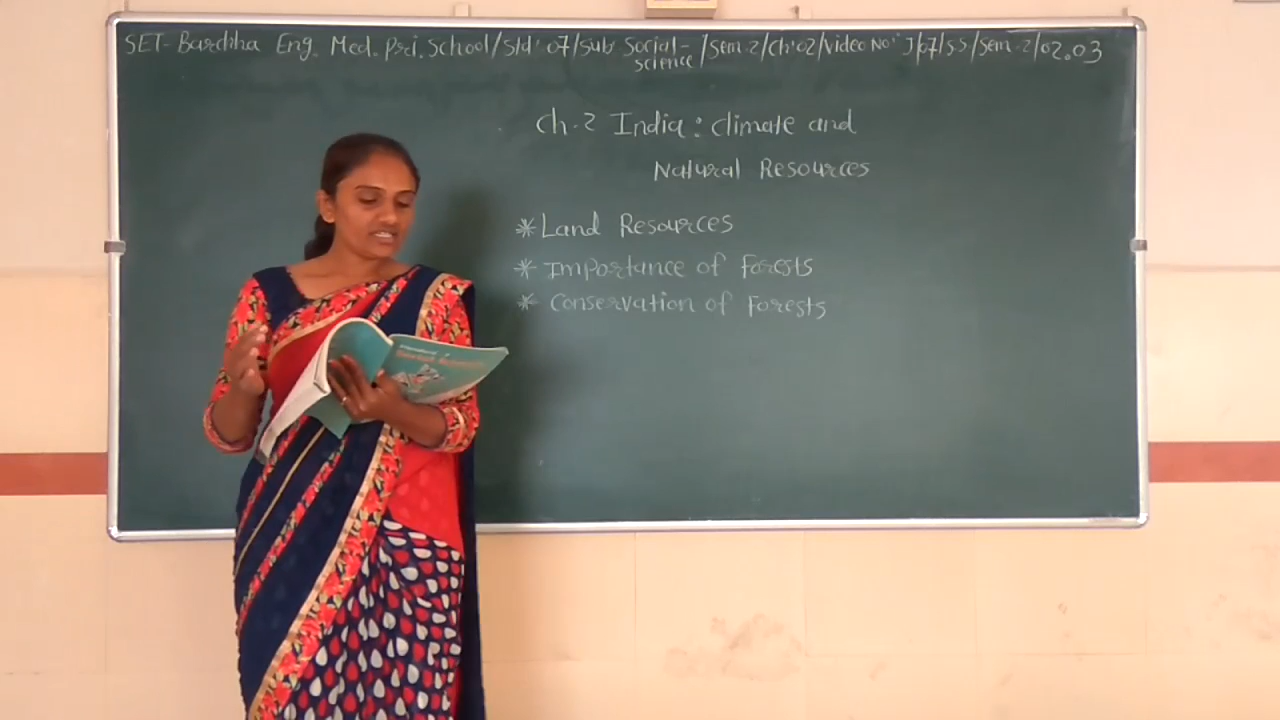 SET-Bardhha Eng. Med. Pri. School/Std' 07/Sub' Social-science/Sem.2/Ch'02/Video No' J/07/SS/Sem.2/02.03
Ch.2 India: Climate and
Natural Resources
* Land Resources
* Importance of Forests
* Conservation of Forests